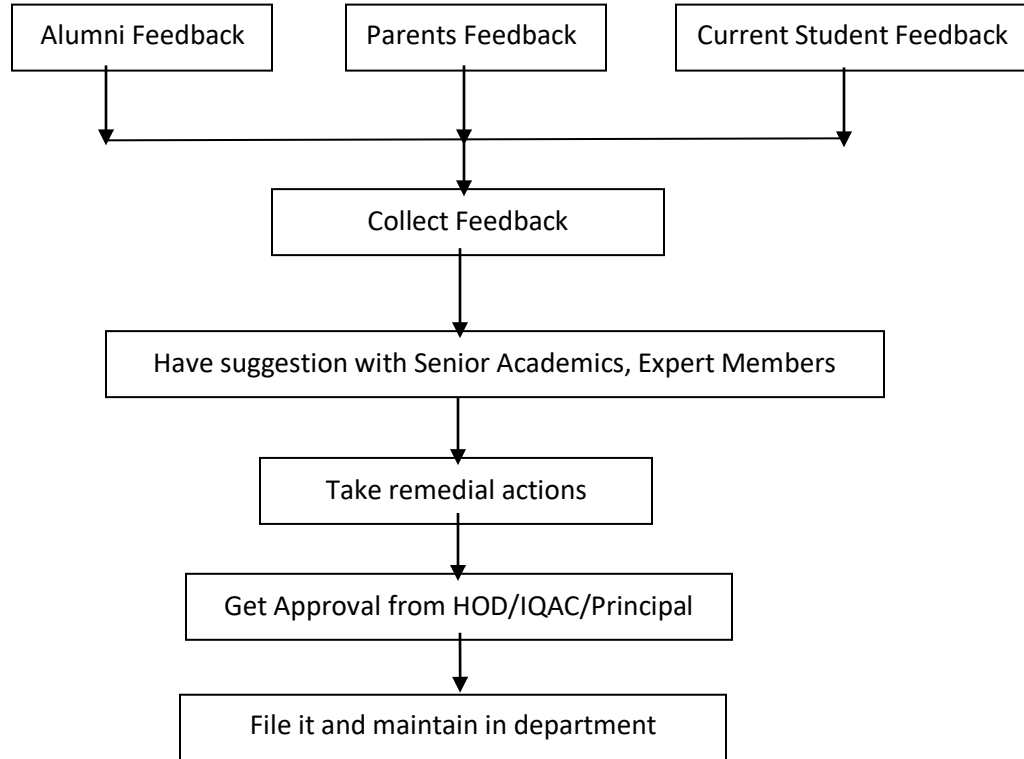 Alumni Feedback
Parents Feedback
Current Student Feedback
Collect Feedback
Have suggestion with Senior Academics, Expert Members
Take remedial actions
Get Approval from HOD/IQAC/Principal
File it and maintain in department